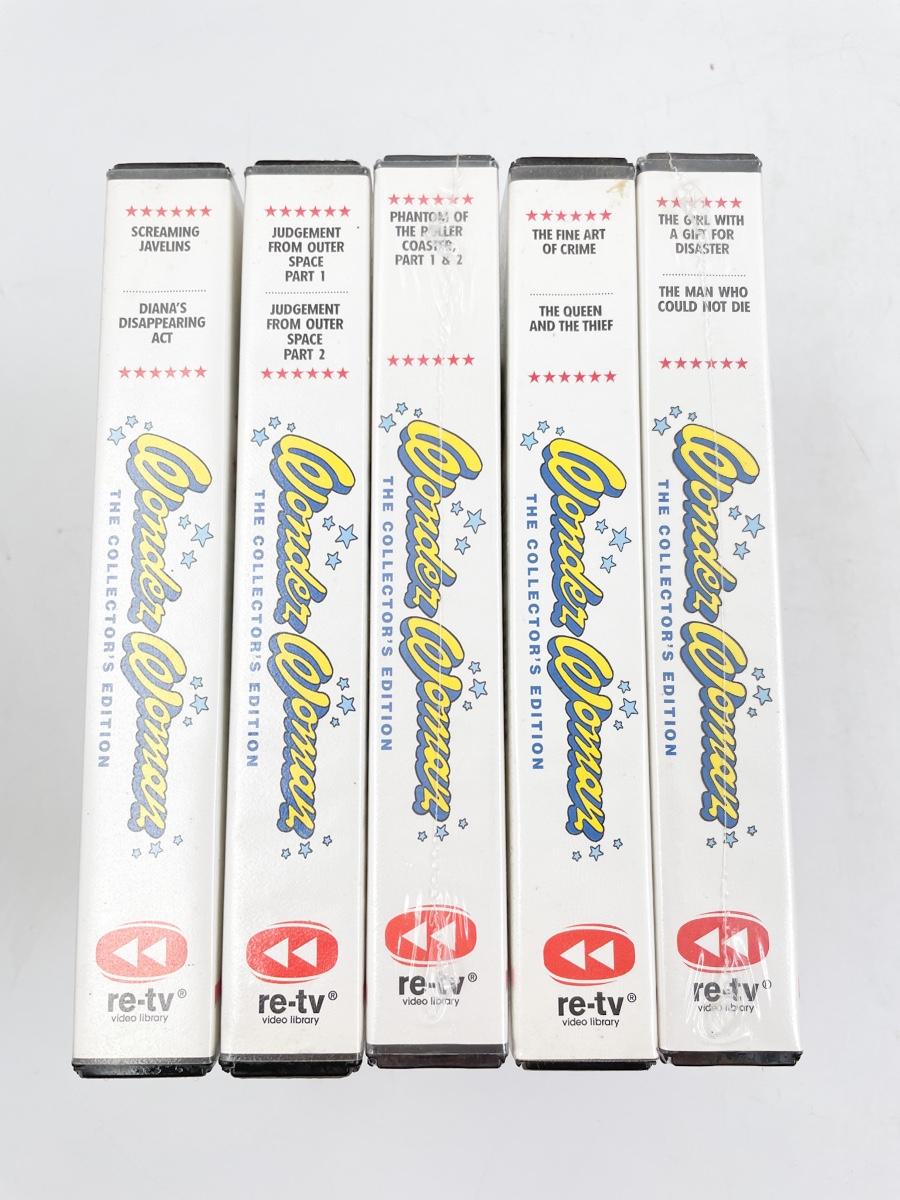 SCREAMING
JAVELINS
DIANA'S
DISAPPEARING
ACT
Wonder Woman
THE COLLECTOR'S EDITION
re-tv®
video library
JUDGEMENT
FROM OUTER
SPACE
PART 1
JUDGEMENT
FROM OUTER
SPACE
PART 2
Wonder Woman
THE COLLECTOR'S EDITION
re-tv®
video library
PHANTOM OF
THE ROLLER
COASTER,
PART 1 & 2
Wonder Woman
THE COLLECTOR'S EDITION
re-tv®
video library
THE FINE ART
OF CRIME
THE QUEEN
AND THE THIEF
Wonder Woman
THE COLLECTOR'S EDITION
re-tv®
video library
THE GIRL WITH
A GIFT FOR
DISASTER
THE MAN WHO
COULD NOT DIE
Wonder Woman
THE COLLECTOR'S EDITION
re-tv®
video library